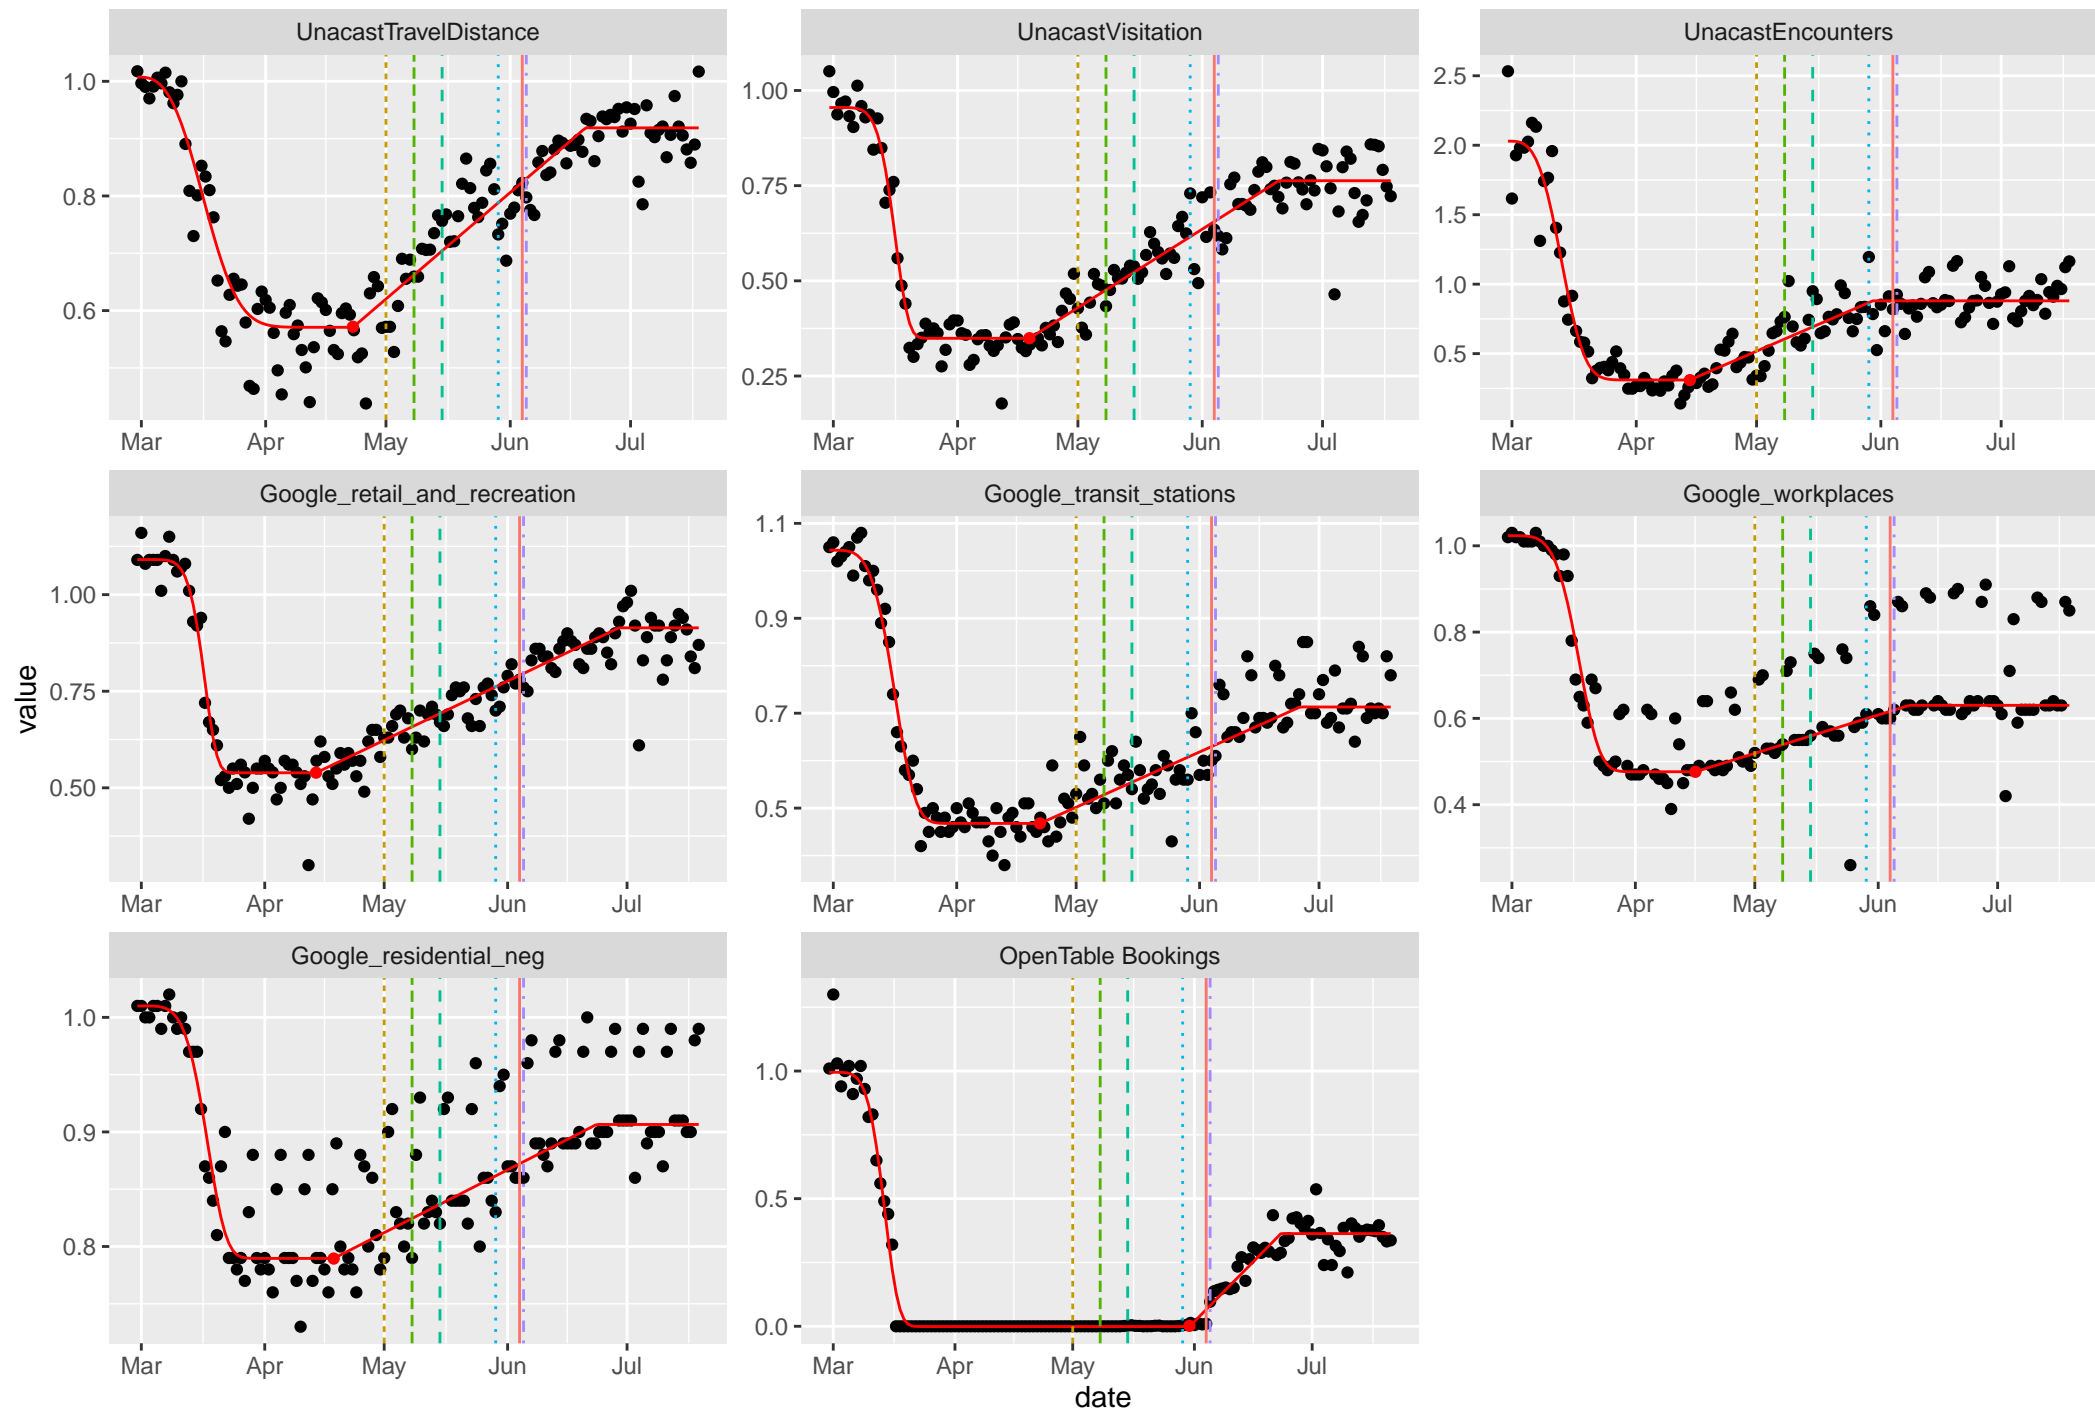 UnacastTravelDistance
UnacastVisitation
UnacastEncounters
1.0
0.8
0.6
Mar Apr May Jun Jul
1.00
0.75
0.50
0.25
Mar Apr May Jun Jul
2.5
2.0
1.5
1.0
0.5
Mar Apr May Jun Jul
Google_retail_and_recreation
Google_transit_stations
Google_workplaces
1.00
0.75
0.50
Mar Apr May Jun Jul
1.1
0.9
0.7
0.5
Mar Apr May Jun Jul
1.0
0.8
0.6
0.4
Mar Apr May Jun Jul
value
Google_residential_neg
OpenTable Bookings
1.0
0.9
0.8
Mar Apr May Jun Jul
1.0
0.5
0.0
Mar Apr May Jun Jul
date